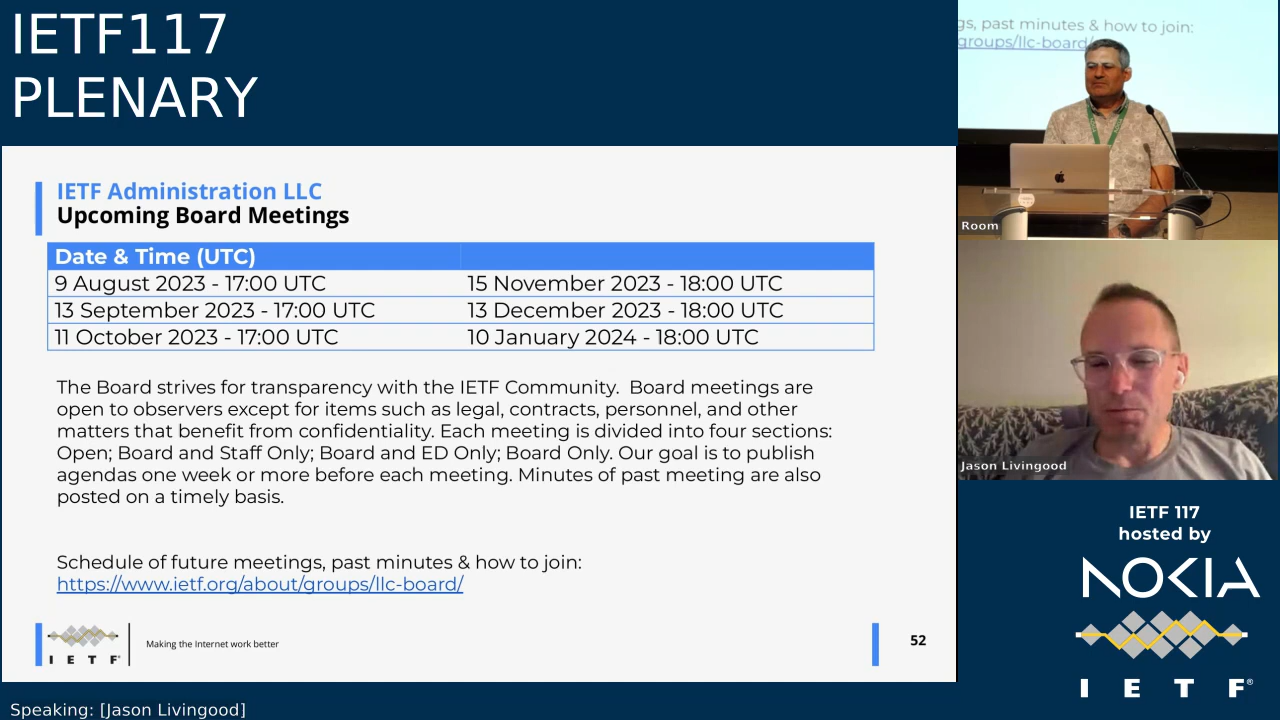 IETF117
PLENARY
IETF Administration LLC
Upcoming Board Meetings
Date & Time (UTC)
9 August 2023 - 17:00 UTC 15 November 2023 - 18:00 UTC
13 September 2023 - 17:00 UTC 13 December 2023 - 18:00 UTC
11 October 2023 - 17:00 UTC 10 January 2024 - 18:00 UTC
The Board strives for transparency with the IETF Community. Board meetings are
open to observers except for items such as legal, contracts, personnel, and other
matters that benefit from confidentiality. Each meeting is divided into four sections:
Open; Board and Staff Only; Board and ED Only; Board Only. Our goal is to publish
agendas one week or more before each meeting. Minutes of past meeting are also
posted on a timely basis.
Schedule of future meetings, past minutes & how to join:
https://www.ietf.org/about/groups/llc-board/
I E T F®
Making the Internet work better
52
gs, past minutes & how to join:
groups/llc-board/
Room
Jason Livingood
IETF 117
hosted by
NOKIA
I E T F®
Speaking: [Jason Livingood]